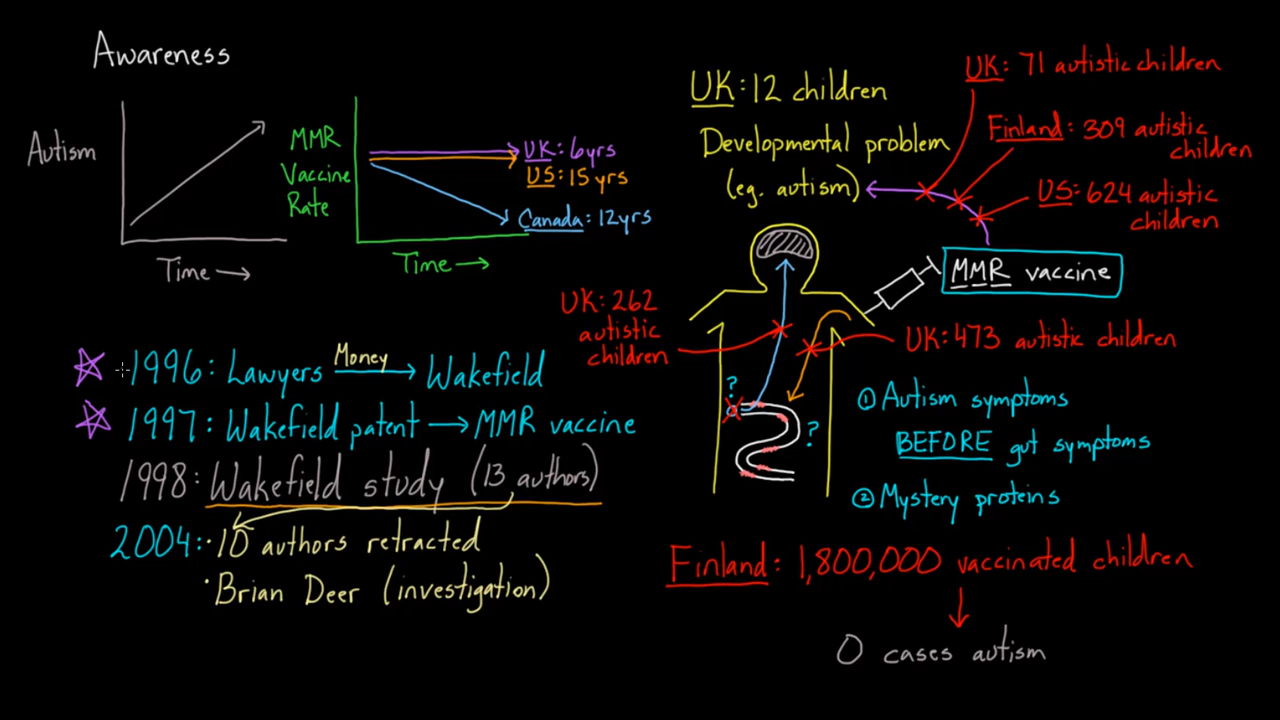 Awareness
Autism
Time →
MMR
Vaccine
Rate
Time →
UK: 6yrs
US: 15 yrs
Canada: 12yrs
1996: Lawyers Money → Wakefield
1997: Wakefield patent → MMR vaccine
1998: Wakefield study (13 authors)
2004: • 10 authors retracted
• Brian Deer (investigation)
UK: 12 children
Developmental problem
(eg. autism)
UK: 71 autistic children
Finland: 309 autistic
children
US: 624 autistic
children
MMR vaccine
UK: 262
autistic
children
UK: 473 autistic children
?
?
① Autism symptoms
BEFORE gut symptoms
② Mystery proteins
Finland: 1,800,000 vaccinated children
0 cases autism